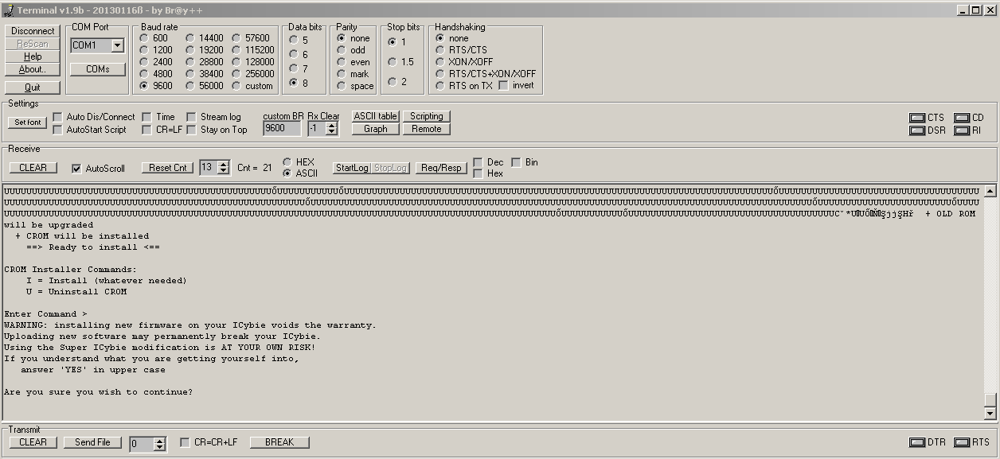 Terminal v1.9b - 20130116ß - by Br@y++
Disconnect
ReScan
Help
About..
Quit
COM Port
COM1
COMs
Baud rate
600 14400 57600
1200 19200 115200
2400 28800 128000
4800 38400 256000
9600 56000 custom
Data bits
5
6
7
8
Parity
none
odd
even
mark
space
Stop bits
1
1.5
2
Handshaking
none
RTS/CTS
XON/XOFF
RTS/CTS+XON/XOFF
RTS on TX invert
Settings
Set font
Auto Dis/Connect Time Stream log
AutoStart Script CR=LF Stay on Top
custom BR Rx Clear
9600 -1
ASCII table Scripting
Graph Remote
CTS CD
DSR RI
Receive
CLEAR AutoScroll Reset Cnt 13 Cnt = 21
HEX
ASCII
StartLog StopLog Req/Resp
Dec Bin
Hex
+ OLD ROM
will be upgraded
+ CROM will be installed
==> Ready to install <==
CROM Installer Commands:
I = Install (whatever needed)
U = Uninstall CROM
Enter Command >
WARNING: installing new firmware on your ICybie voids the warranty.
Uploading new software may permanently break your ICybie.
Using the Super ICybie modification is AT YOUR OWN RISK!
If you understand what you are getting yourself into,
answer 'YES' in upper case
Are you sure you wish to continue?
Transmit
CLEAR Send File 0 CR=CR+LF BREAK
DTR RTS